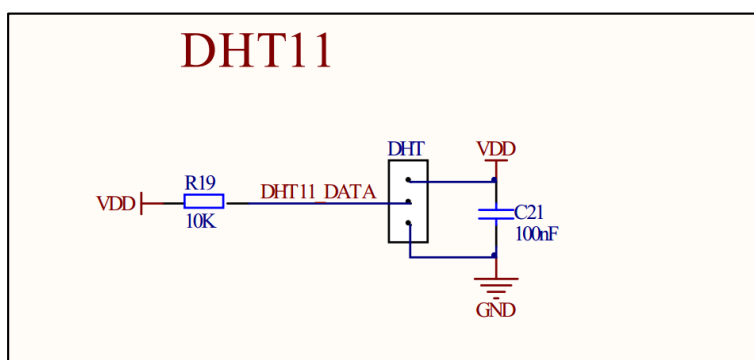 DHT11
DHT
VDD
R19
VDD
DHT11_DATA
10K
C21
100nF
GND